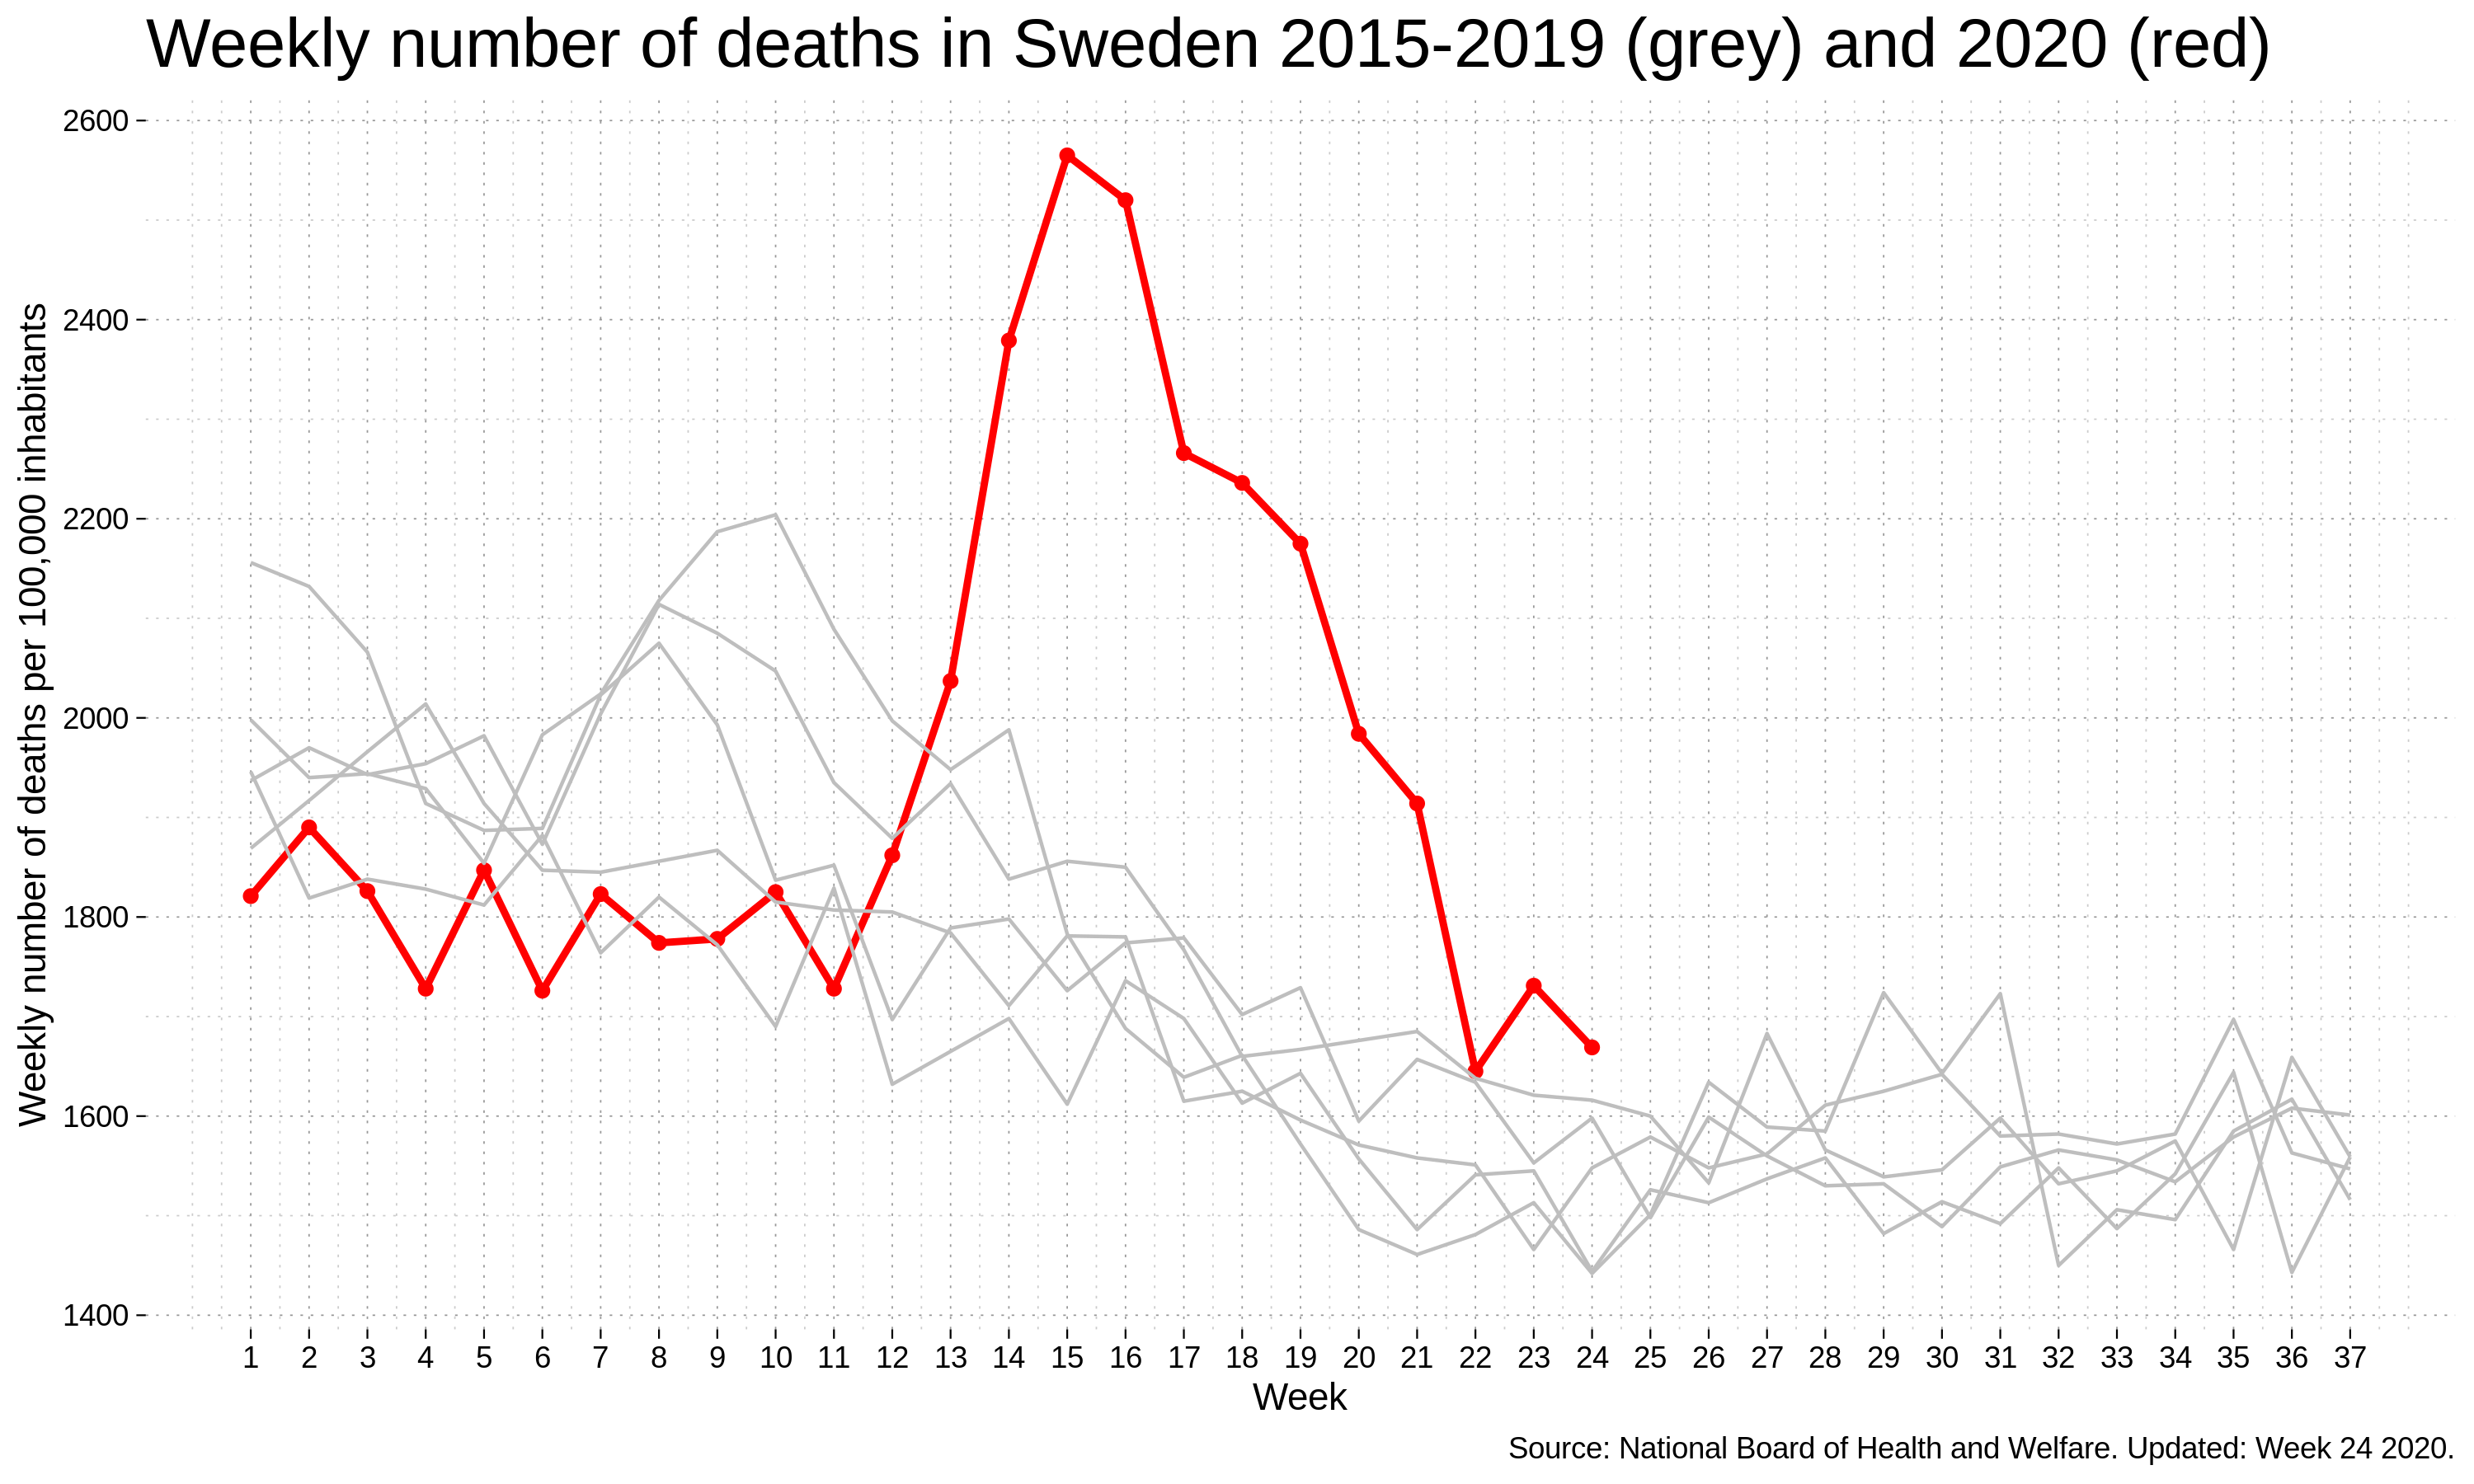 Weekly number of deaths in Sweden 2015-2019 (grey) and 2020 (red)
Weekly number of deaths per 100,000 inhabitants
2600
2400
2200
2000
1800
1600
1400
1 2 3 4 5 6 7 8 9 10 11 12 13 14 15 16 17 18 19 20 21 22 23 24 25 26 27 28 29 30 31 32 33 34 35 36 37
Week
Source: National Board of Health and Welfare. Updated: Week 24 2020.